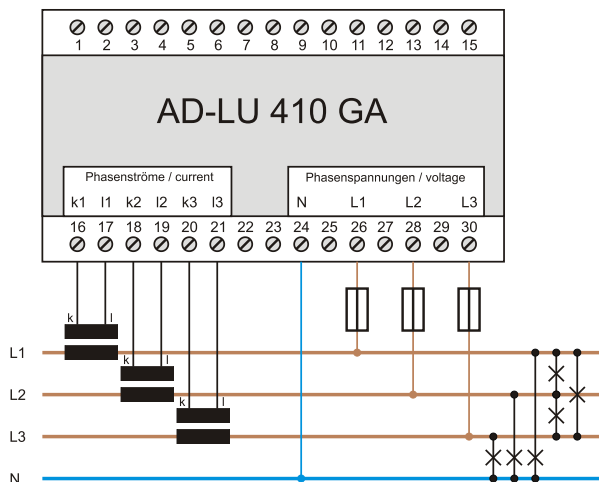 1 2 3 4 5 6 7 8 9 10 11 12 13 14 15
AD-LU 410 GA
Phasenströme / current
k1 l1 k2 l2 k3 l3
Phasenspannungen / voltage
N L1 L2 L3
16 17 18 19 20 21 22 23 24 25 26 27 28 29 30
k l
L1
k l
L2
k l
L3
N